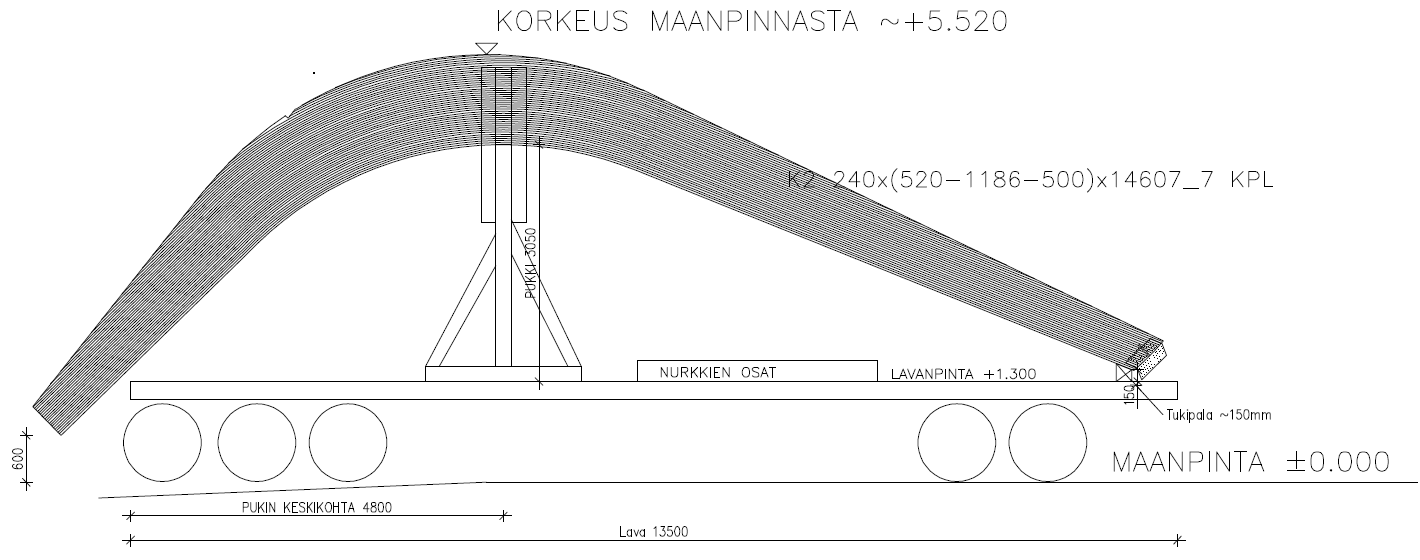 KORKEUS MAANPINNASTA ~+5.520
K2 240x(520-1186-500)x14607_7 KPL
PUKKI 3050
NURKKIEN OSAT
LAVANPINTA +1.300
150
Tukipala ~150mm
600
MAANPINTA ±0.000
PUKIN KESKIKOHTA 4800
Lava 13500